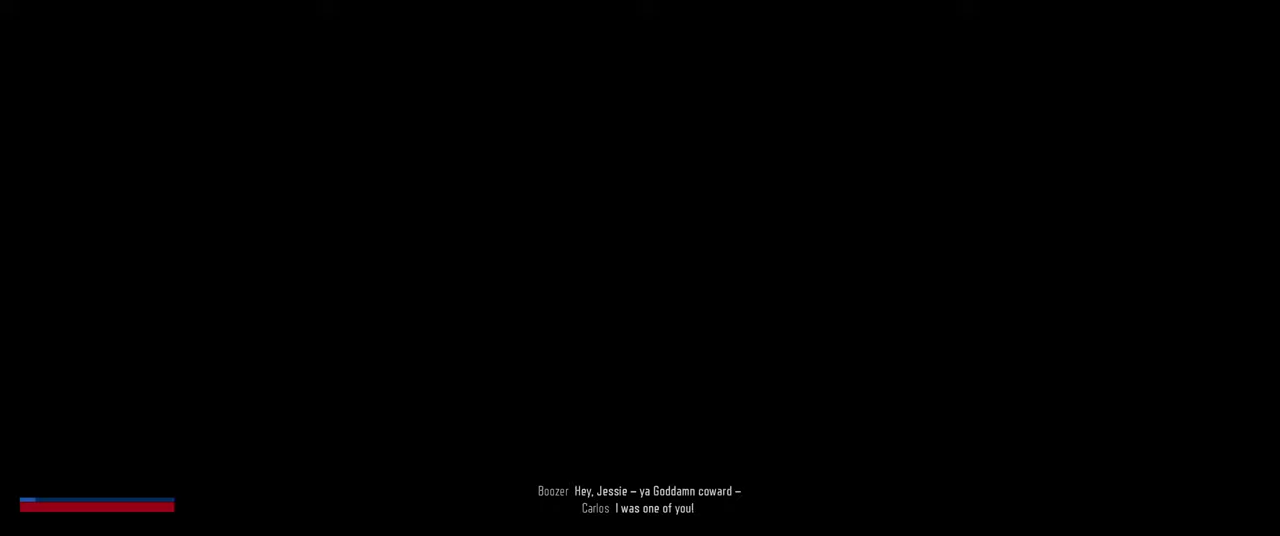 Boozer Hey, Jessie – ya Goddamn coward –
Carlos I was one of you!